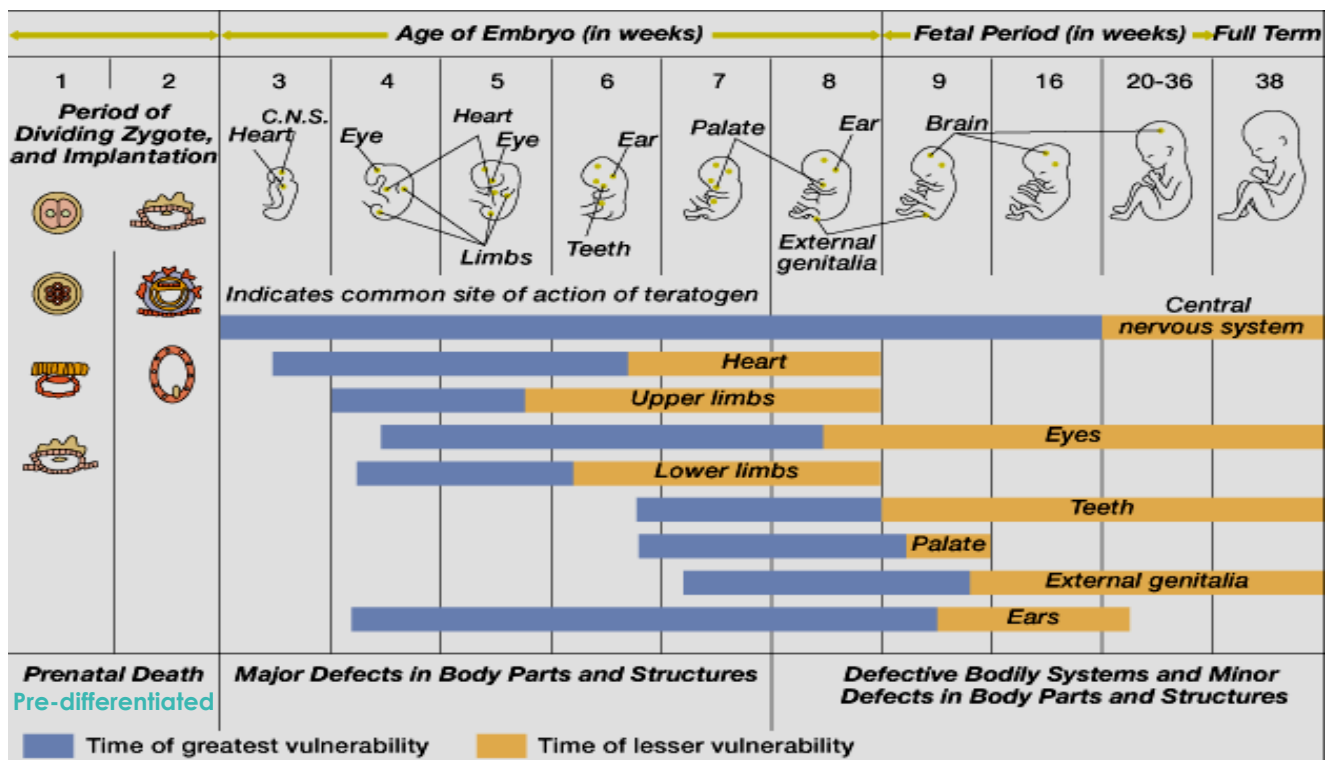 Age of Embryo (in weeks)
Fetal Period (in weeks)
Full Term
1
2
3
4
5
6
7
8
9
16
20-36
38
Period of
Dividing Zygote,
and Implantation
C.N.S.
Heart
Eye
Heart
Eye
Limbs
Ear
Teeth
Palate
Ear
External
genitalia
Brain
Indicates common site of action of teratogen
Central
nervous system
Heart
Upper limbs
Eyes
Lower limbs
Teeth
Palate
External genitalia
Ears
Prenatal Death
Pre-differentiated
Major Defects in Body Parts and Structures
Defective Bodily Systems and Minor
Defects in Body Parts and Structures
Time of greatest vulnerability
Time of lesser vulnerability